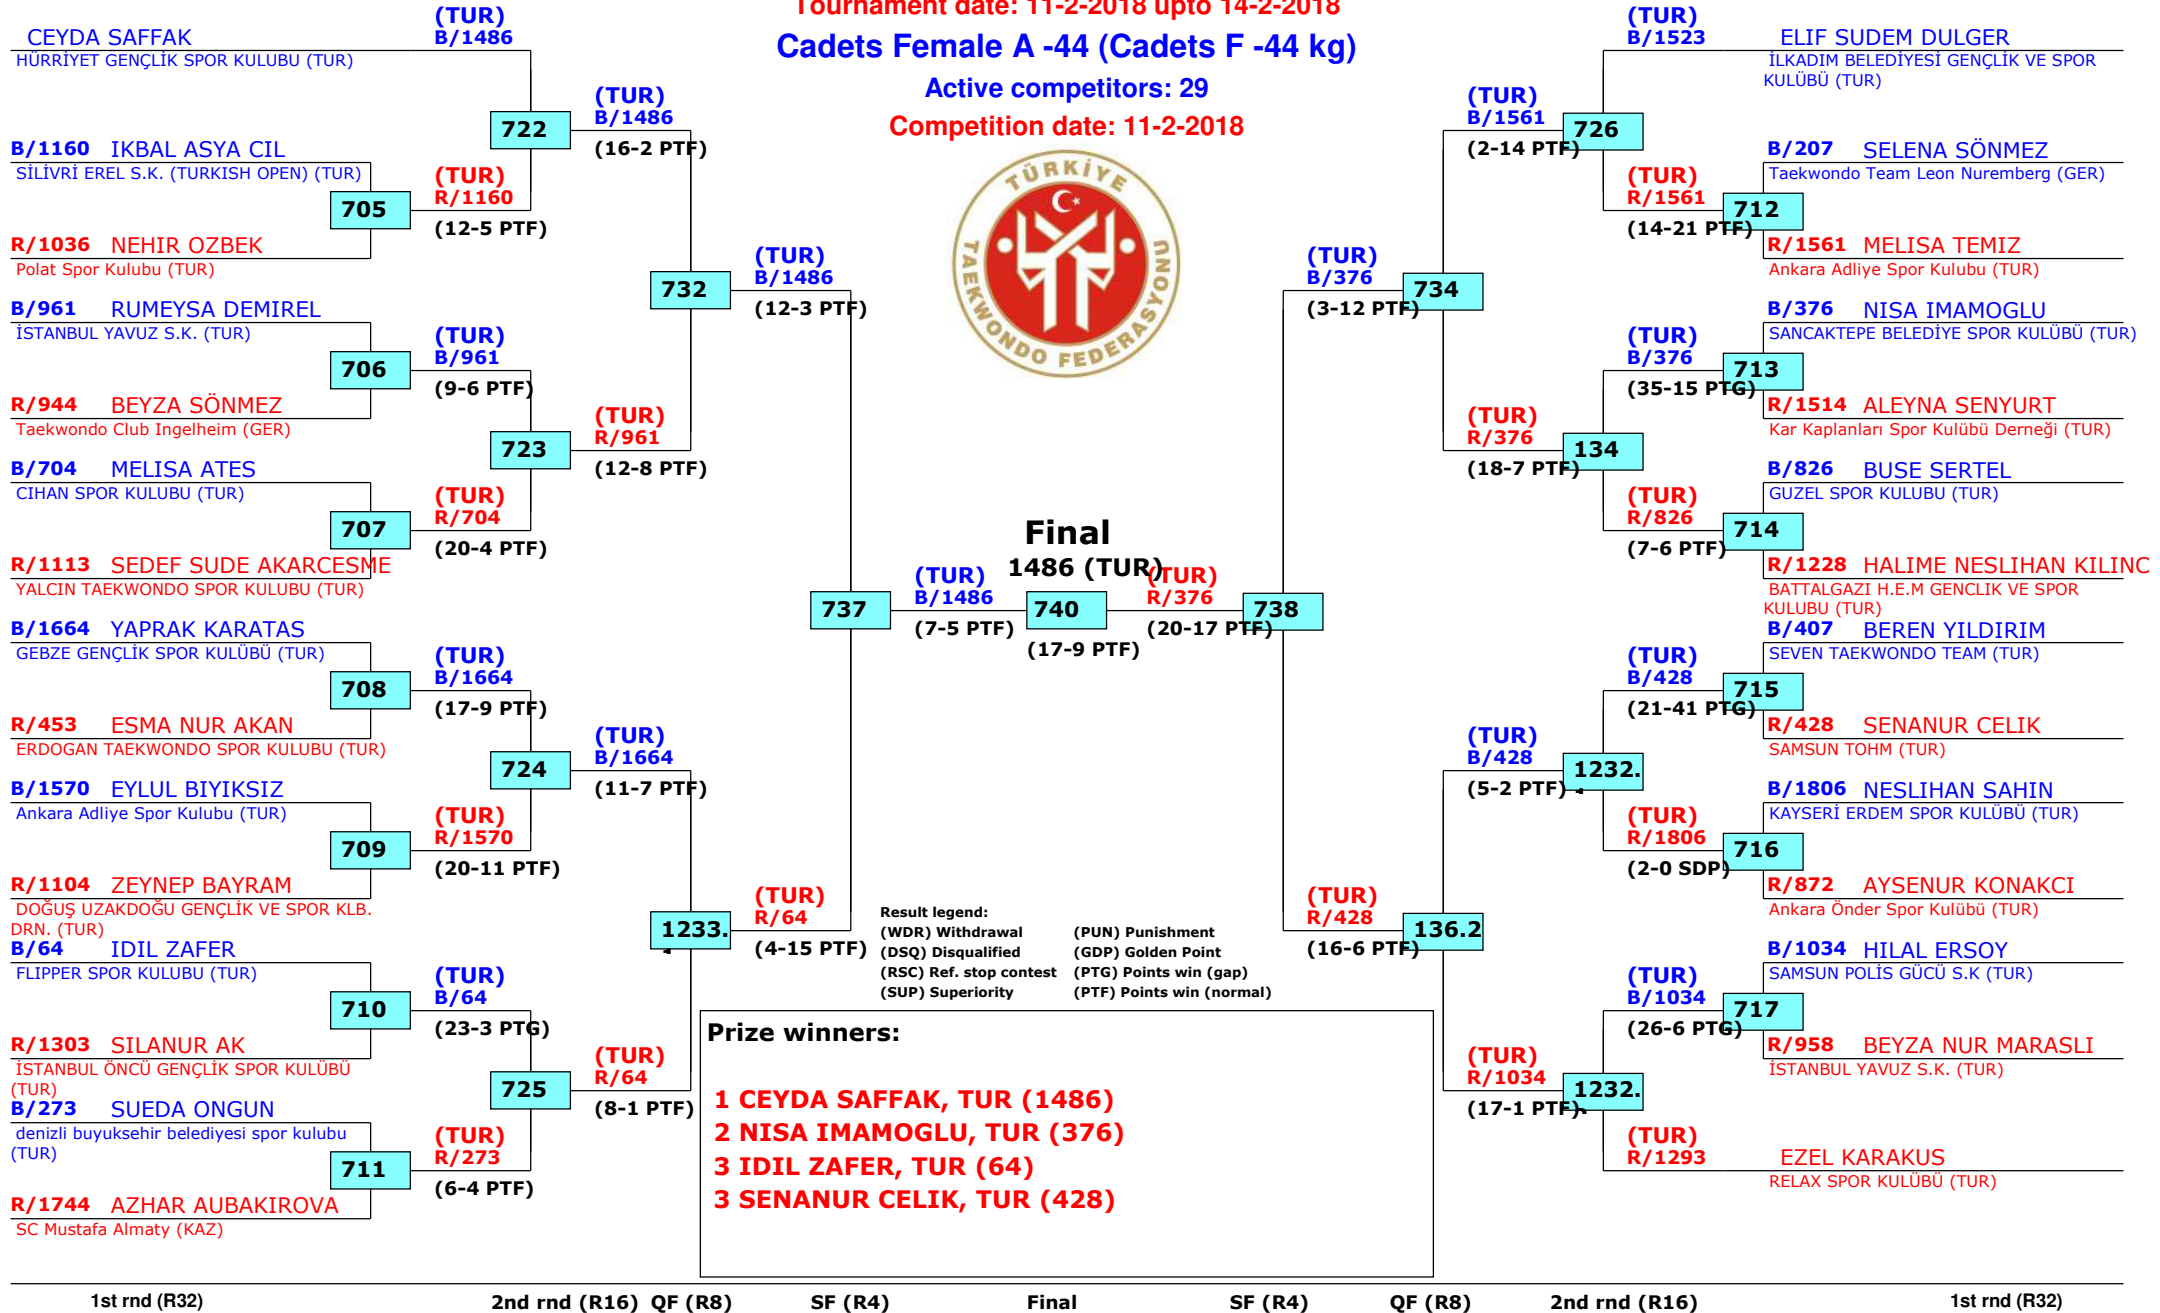 Tournament date: 11-2-2018 upto 14-2-2018
Cadets Female A -44 (Cadets F -44 kg)
Active competitors: 29
Competition date: 11-2-2018
TÜRKİYE TAEKWONDO FEDERASYONU
CEYDA SAFFAK
HÜRRİYET GENÇLİK SPOR KULUBU (TUR)
B/1160 IKBAL ASYA CIL
SİLİVRİ EREL S.K. (TURKISH OPEN) (TUR)
705
R/1036 NEHIR OZBEK
Polat Spor Kulubu (TUR)
B/961 RUMEYSA DEMIREL
İSTANBUL YAVUZ S.K. (TUR)
706
R/944 BEYZA SÖNMEZ
Taekwondo Club Ingelheim (GER)
B/704 MELISA ATES
CIHAN SPOR KULUBU (TUR)
707
R/1113 SEDEF SUDE AKARCESME
YALCIN TAEKWONDO SPOR KULUBU (TUR)
B/1664 YAPRAK KARATAS
GEBZE GENÇLİK SPOR KULÜBÜ (TUR)
708
R/453 ESMA NUR AKAN
ERDOGAN TAEKWONDO SPOR KULUBU (TUR)
B/1570 EYLUL BIYIKSIZ
Ankara Adliye Spor Kulubu (TUR)
709
R/1104 ZEYNEP BAYRAM
DOĞUŞ UZAKDOĞU GENÇLİK VE SPOR KLB.
DRN. (TUR)
B/64 IDIL ZAFER
FLIPPER SPOR KULUBU (TUR)
710
R/1303 SILANUR AK
İSTANBUL ÖNCÜ GENÇLİK SPOR KULÜBÜ
(TUR)
B/273 SUEDA ONGUN
denizli buyuksehir belediyesi spor kulubu
(TUR)
711
R/1744 AZHAR AUBAKIROVA
SC Mustafa Almaty (KAZ)
(TUR)
B/1486
722
(TUR)
R/1160
(12-5 PTF)
(TUR)
B/961
(9-6 PTF)
723
(TUR)
R/704
(20-4 PTF)
(TUR)
B/1664
(17-9 PTF)
724
(TUR)
R/1570
(20-11 PTF)
(TUR)
B/64
(23-3 PTG)
725
(TUR)
R/273
(6-4 PTF)
(TUR)
B/1486
(16-2 PTF)
732
(TUR)
R/961
(12-8 PTF)
(TUR)
B/1664
(11-7 PTF)
1233.
(TUR)
R/64
(8-1 PTF)
(TUR)
B/1486
(12-3 PTF)
737
(TUR)
R/64
(4-15 PTF)
Final
1486 (TUR)
(TUR)
B/1486
(7-5 PTF)
740
(17-9 PTF)
(TUR)
R/376
(20-17 PTF)
738
(TUR)
B/376
(3-12 PTF)
734
(TUR)
R/428
(16-6 PTF)
136.2
(TUR)
B/1561
(2-14 PTF)
726
(TUR)
R/376
(18-7 PTF)
134
(TUR)
B/428
(5-2 PTF)
1232.
(TUR)
R/1034
(17-1 PTF)
1232.
(TUR)
B/1523
(TUR)
R/1561
(14-21 PTF)
712
(TUR)
B/376
(35-15 PTG)
713
(TUR)
R/826
(7-6 PTF)
714
(TUR)
B/428
(21-41 PTG)
715
(TUR)
R/1806
(2-0 SDP)
716
(TUR)
B/1034
(26-6 PTG)
717
(TUR)
R/1293
ELIF SUDEM DULGER
İLKADIM BELEDİYESİ GENÇLİK VE SPOR
KULÜBÜ (TUR)
B/207 SELENA SÖNMEZ
Taekwondo Team Leon Nuremberg (GER)
R/1561 MELISA TEMIZ
Ankara Adliye Spor Kulubu (TUR)
B/376 NISA IMAMOGLU
SANCAKTEPE BELEDİYE SPOR KULÜBÜ (TUR)
R/1514 ALEYNA SENYURT
Kar Kaplanları Spor Kulübü Derneği (TUR)
B/826 BUSE SERTEL
GUZEL SPOR KULUBU (TUR)
R/1228 HALIME NESLIHAN KILINC
BATTALGAZI H.E.M GENCLIK VE SPOR
KULUBU (TUR)
B/407 BEREN YILDIRIM
SEVEN TAEKWONDO TEAM (TUR)
R/428 SENANUR CELIK
SAMSUN TOHM (TUR)
B/1806 NESLIHAN SAHIN
KAYSERİ ERDEM SPOR KULÜBÜ (TUR)
R/872 AYSENUR KONAKCI
Ankara Önder Spor Kulübü (TUR)
B/1034 HILAL ERSOY
SAMSUN POLİS GÜCÜ S.K (TUR)
R/958 BEYZA NUR MARASLI
İSTANBUL YAVUZ S.K. (TUR)
EZEL KARAKUS
RELAX SPOR KULÜBÜ (TUR)
Result legend:
(WDR) Withdrawal (PUN) Punishment
(DSQ) Disqualified (GDP) Golden Point
(RSC) Ref. stop contest (PTG) Points win (gap)
(SUP) Superiority (PTF) Points win (normal)
Prize winners:
1 CEYDA SAFFAK, TUR (1486)
2 NISA IMAMOGLU, TUR (376)
3 IDIL ZAFER, TUR (64)
3 SENANUR CELIK, TUR (428)
1st rnd (R32) 2nd rnd (R16) QF (R8) SF (R4) Final SF (R4) QF (R8) 2nd rnd (R16) 1st rnd (R32)